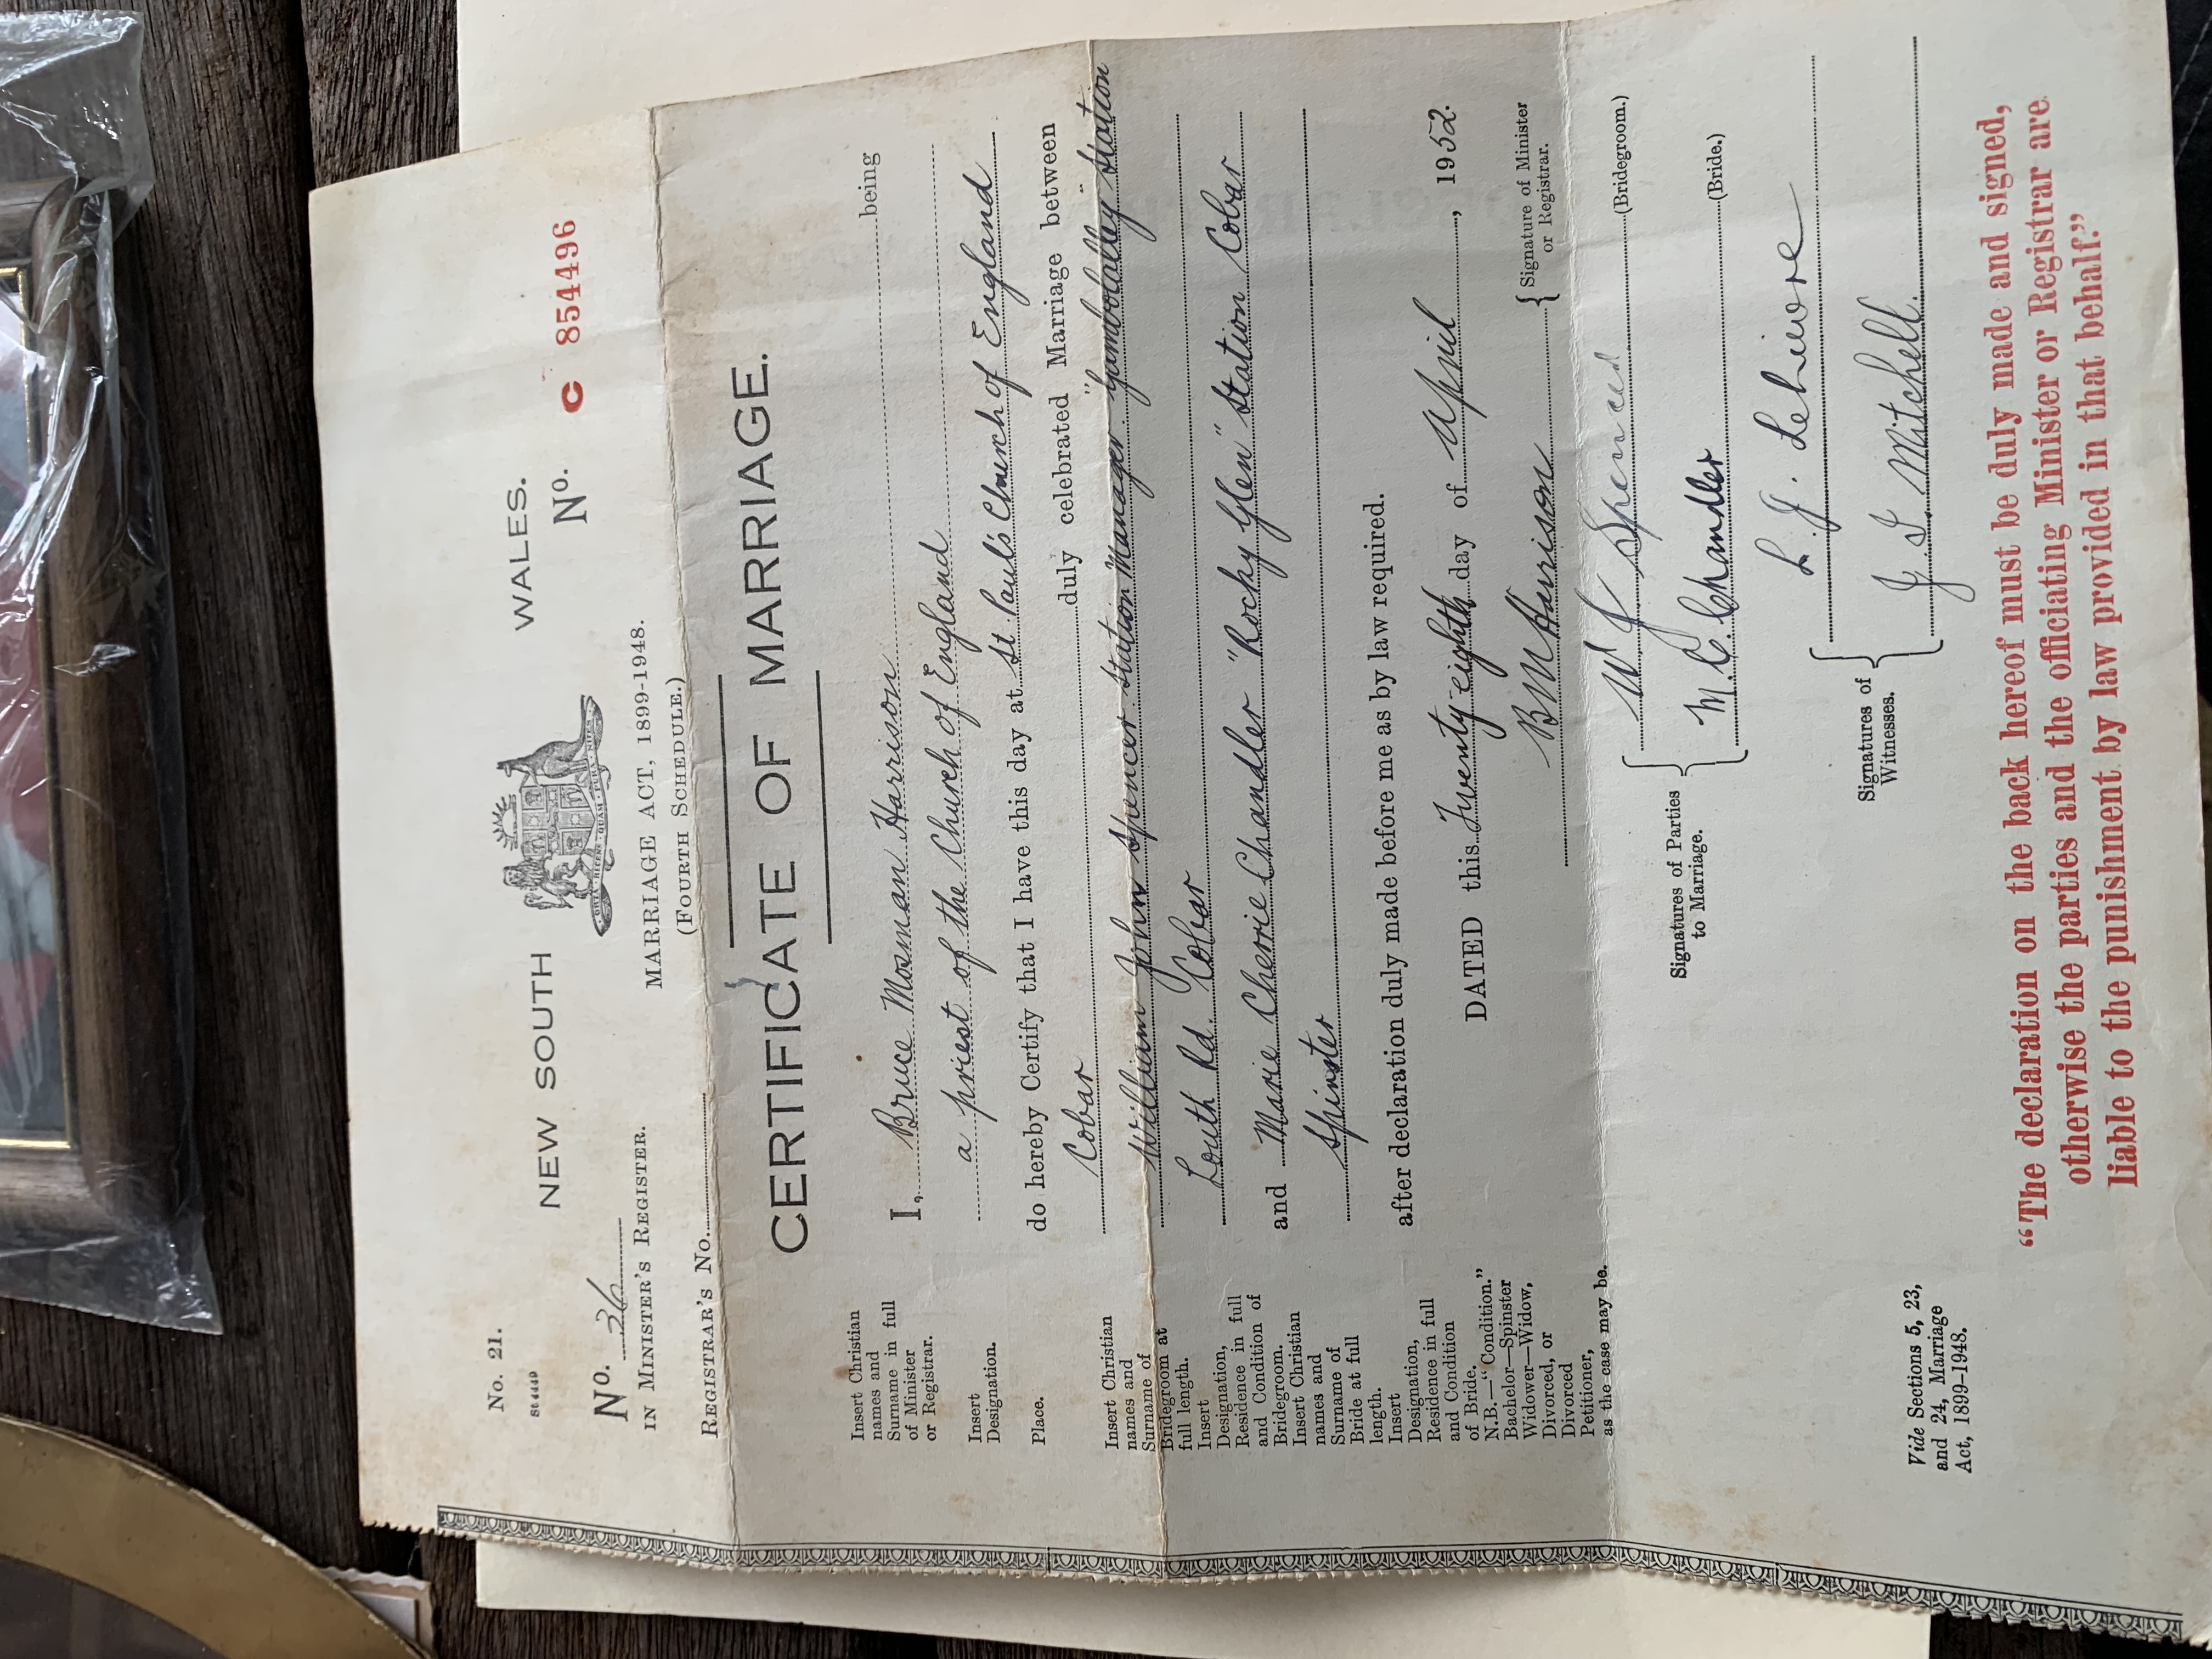 No. 21.
St 4449
NEW SOUTH WALES.
No. 26
IN MINISTER'S REGISTER.
No. C 854496
MARRIAGE ACT, 1899-1948.
(FOURTH SCHEDULE.)
REGISTRAR'S No.
CERTIFICATE OF MARRIAGE.
Insert Christian
names and
Surname in full
of Minister
or Registrar.
I, Bruce Mosman Harrison being
Insert
Designation.
a priest of the Church of England
Place.
do hereby Certify that I have this day at St. Paul's Church of England
Cobar duly celebrated Marriage between
Insert Christian
names and
Surname of
Bridegroom at
full length.
Insert
Designation,
Residence in full
and Condition of
Bridegroom.
William John Spencer Station Manager Station
Louth Rd. Cobar
Insert Christian
names and
Surname of
Bride at full
length.
Insert
Designation,
Residence in full
and Condition
of Bride.
N.B.—"Condition."
Bachelor—Spinster
Widower—Widow,
Divorced, or
Divorced
Petitioner,
as the case may be.
and Marie Cherrie Chandler "Rocky Glen" Station Cobar
Spinster
after declaration duly made before me as by law required.
DATED this Twenty eighth day of April, 1952.
B M Harrison { Signature of Minister
or Registrar.
Signatures of Parties
to Marriage.
W J Spencer (Bridegroom.)
M. C. Chandler (Bride.)
Signatures of
Witnesses.
L. J.
J. I. Mitchell.
Vide Sections 5, 23,
and 24, Marriage
Act, 1899-1948.
"The declaration on the back hereof must be duly made and signed,
otherwise the parties and the officiating Minister or Registrar are
liable to the punishment by law provided in that behalf."